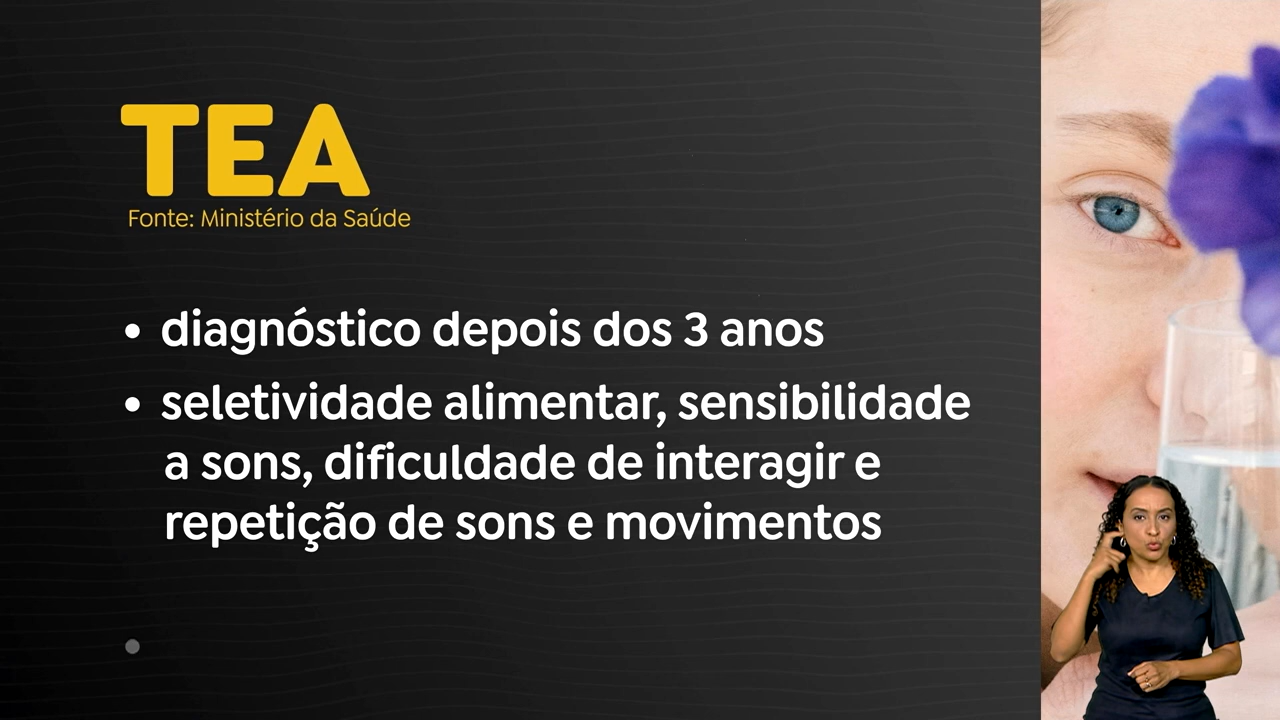 TEA
Fonte: Ministério da Saúde
• diagnóstico depois dos 3 anos
• seletividade alimentar, sensibilidade
a sons, dificuldade de interagir e
repetição de sons e movimentos